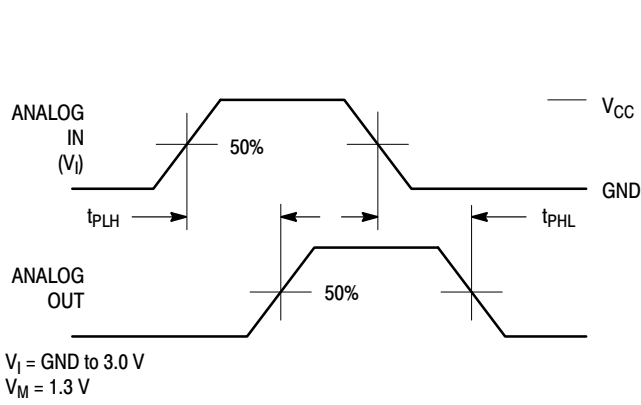 ANALOG
IN
(VI)
50%
VCC
GND
tPLH
tPHL
ANALOG
OUT
50%
VI = GND to 3.0 V
VM = 1.3 V